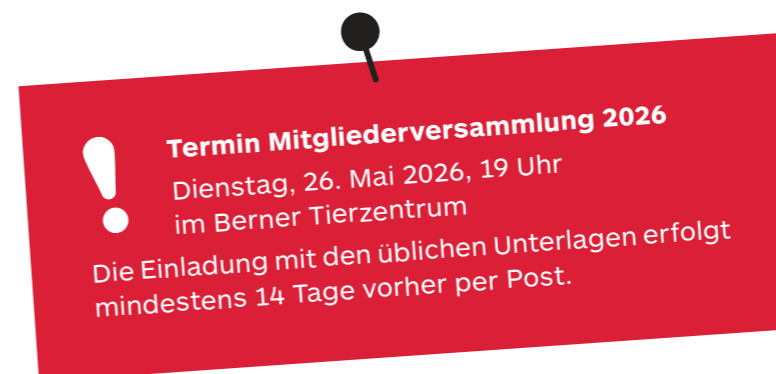 Termin Mitgliederversammlung 2026
Dienstag, 26. Mai 2026, 19 Uhr
im Berner Tierzentrum
Die Einladung mit den üblichen Unterlagen erfolgt
mindestens 14 Tage vorher per Post.